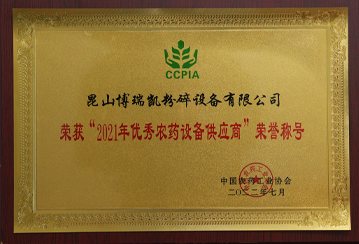 CCPIA
昆山博瑞凯粉碎设备有限公司
荣获“2021年优秀农药设备供应商”荣誉称号
中国农药工业协会
二〇二二年七月